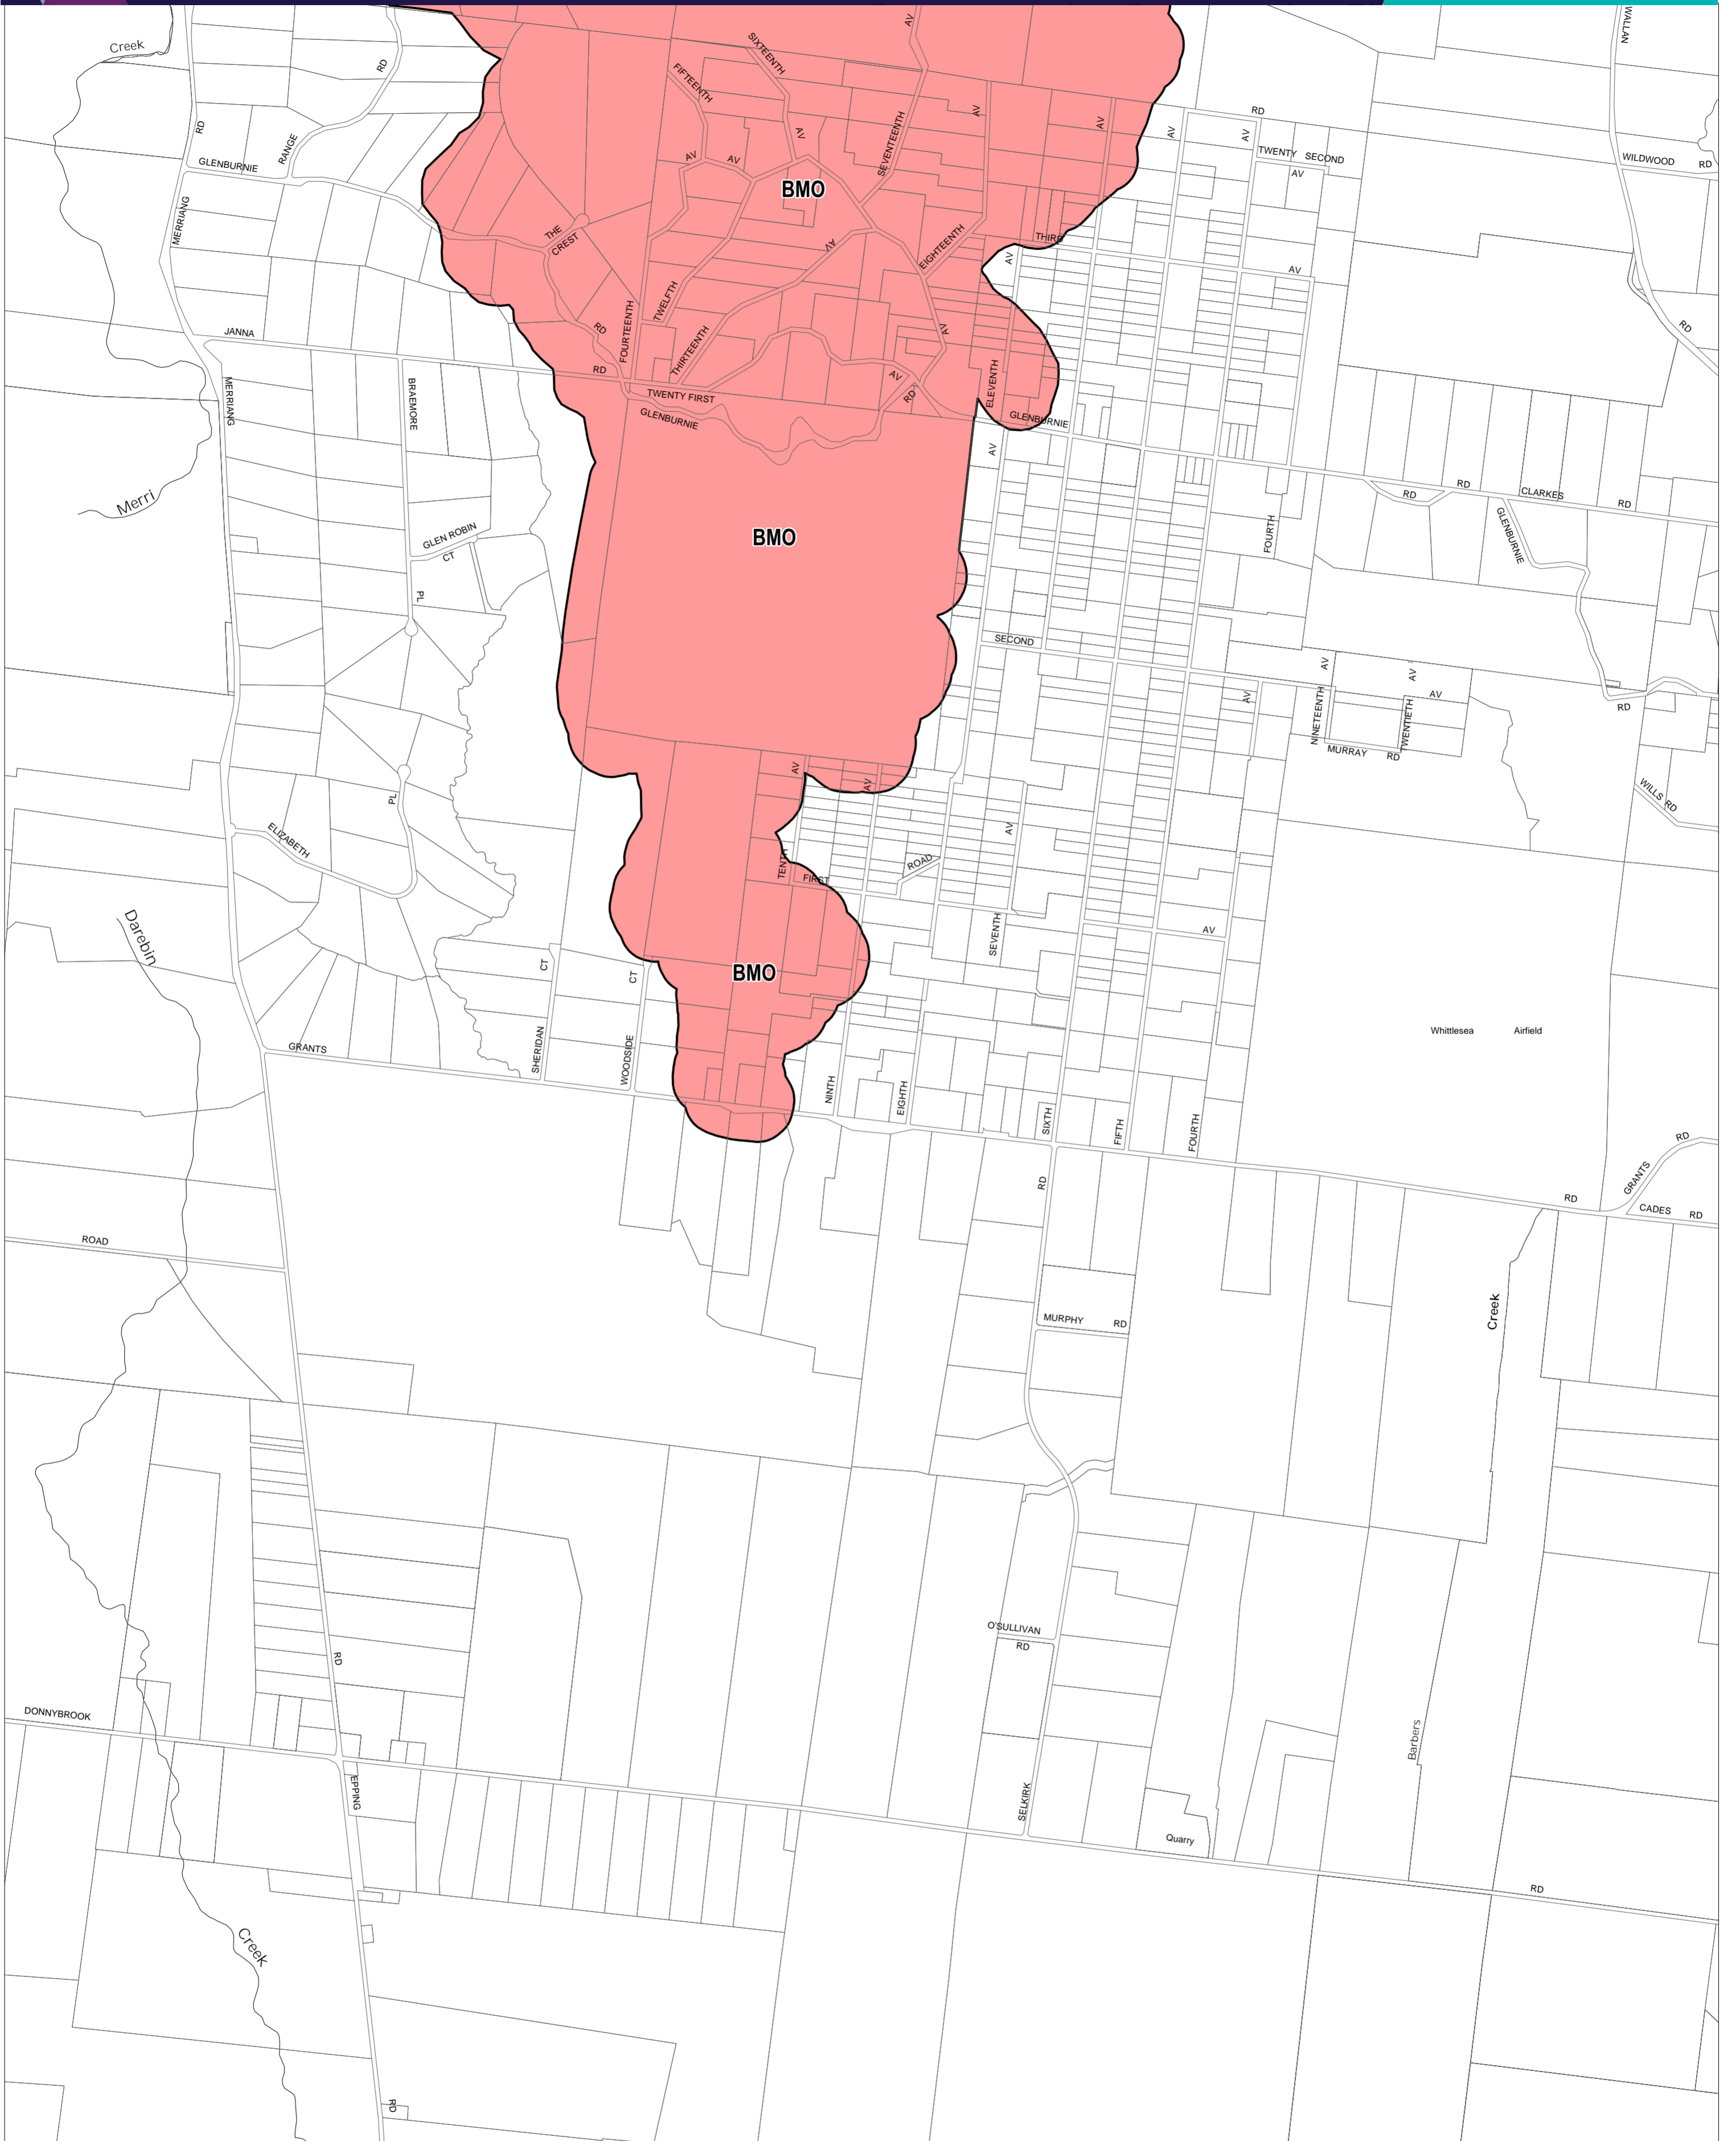 Creek
RD
AV
SIXTEENTH
FIFTEENTH
WALLAN
RD
RANGE
AV
SEVENTEENTH
AV
AV
AV
AV
RD
TWENTY SECOND
AV
WILDWOOD RD
GLENBURNIE
AV
AV
BMO
MERRIANG
THE
CREST
AV
EIGHTEENTH
THIRD
AV
AV
JANNA
RD
FOURTEENTH
TWELFTH
THIRTEENTH
AV
RD
RD
TWENTY FIRST
GLENBURNIE
AV
RD
ELEVENTH
GLENBURNIE
MERRIANG
BRAEMORE
AV
Merri
GLEN ROBIN
CT
PL
BMO
FOURTH
RD
RD
CLARKES
RD
GLENBURNIE
SECOND
AV
AV
AV
AV
NINETEENTH
TWENTIETH
MURRAY RD
RD
WILLS RD
AV
AV
AV
PL
ELIZABETH
TENTH
FIRST
ROAD
SEVENTH
AV
Darebin
CT
CT
BMO
Whittlesea Airfield
GRANTS
SHERIDAN
WOODSIDE
NINTH
EIGHTH
SIXTH
FIFTH
FOURTH
RD
RD
GRANTS
RD
CADES RD
ROAD
MURPHY RD
Creek
O'SULLIVAN
RD
RD
DONNYBROOK
EPPING
SELKIRK
Barbers
Quarry
RD
Creek
RD